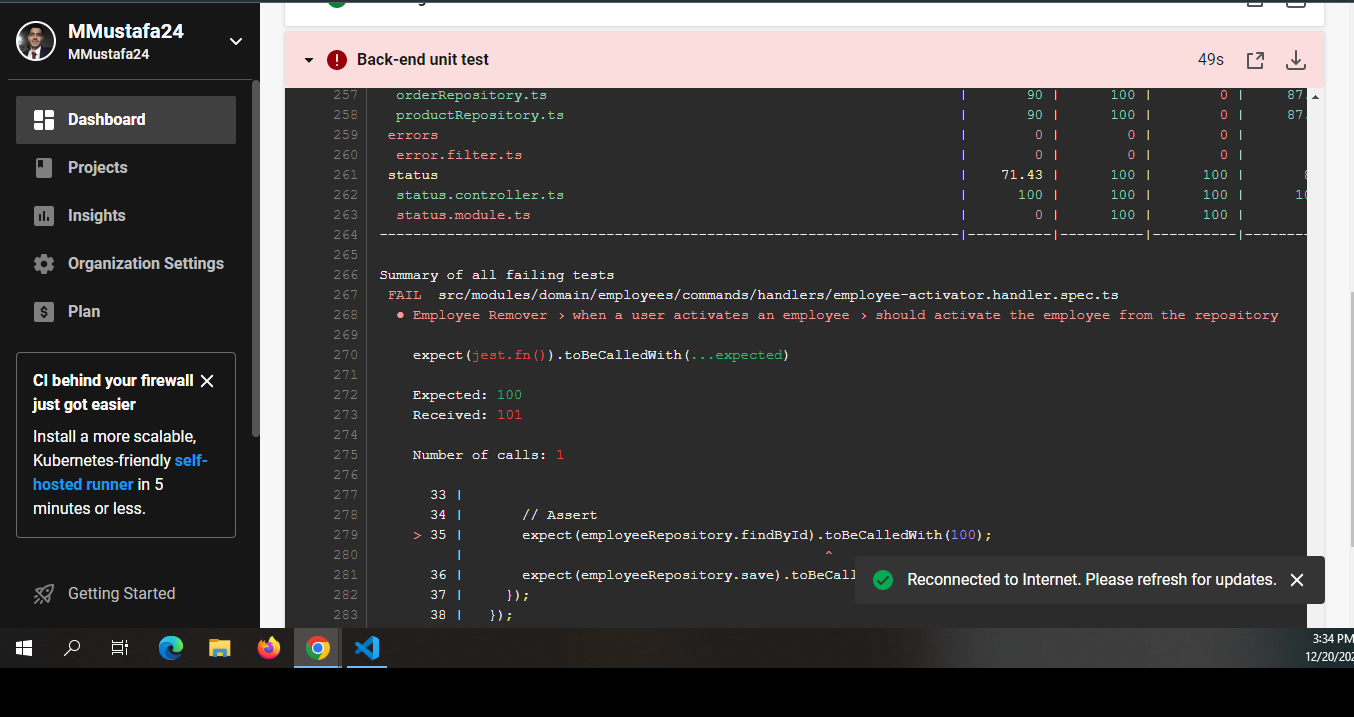 MMustafa24
MMustafa24
Dashboard
Projects
Insights
Organization Settings
Plan
CI behind your firewall
just got easier
Install a more scalable,
Kubernetes-friendly self-
hosted runner in 5
minutes or less.
Getting Started
Back-end unit test
49s
257 orderRepository.ts | 90 | 100 | 0 | 87
258 productRepository.ts | 90 | 100 | 0 | 87.
259 errors | 0 | 0 | 0 |
260 error.filter.ts | 0 | 0 | 0 |
261 status | 71.43 | 100 | 100 |
262 status.controller.ts | 100 | 100 | 100 | 10
263 status.module.ts | 0 | 100 | 100 |
264 ---------------------------------------------------------------------|----------|----------|----------|--------
265
266 Summary of all failing tests
267 FAIL src/modules/domain/employees/commands/handlers/employee-activator.handler.spec.ts
268 ● Employee Remover › when a user activates an employee › should activate the employee from the repository
269
270 expect(jest.fn()).toBeCalledWith(...expected)
271
272 Expected: 100
273 Received: 101
274
275 Number of calls: 1
276
277 33 |
278 34 | // Assert
279 > 35 | expect(employeeRepository.findById).toBeCalledWith(100);
280 | ^
281 36 | expect(employeeRepository.save).toBeCall
282 37 | });
283 38 | });
Reconnected to Internet. Please refresh for updates.
3:34 PM
12/20/202